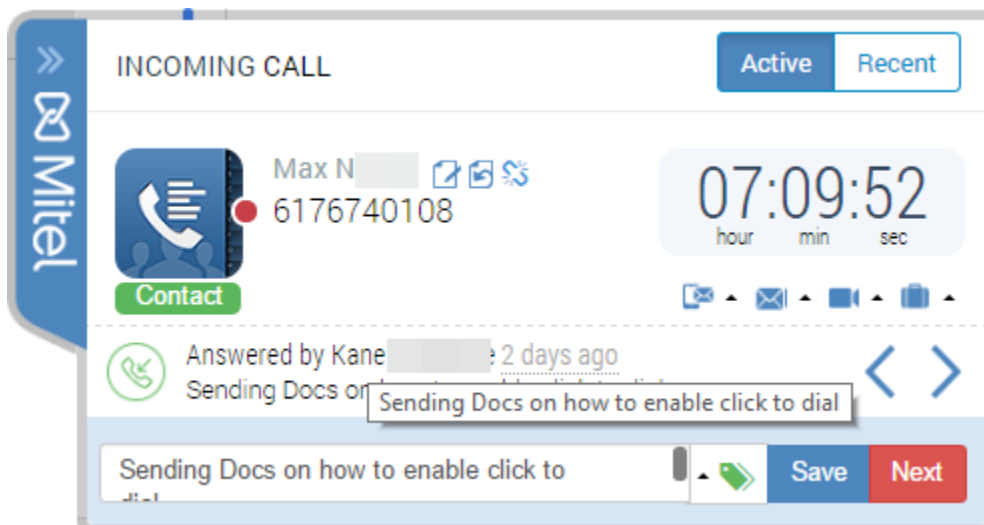 Mitel
INCOMING CALL
Active
Recent
Max N
6176740108
07:09:52
hour min sec
Contact
Answered by Kane
2 days ago
Sending Docs
Sending Docs on how to enable click to dial
Sending Docs on how to enable click to
dial
Save
Next